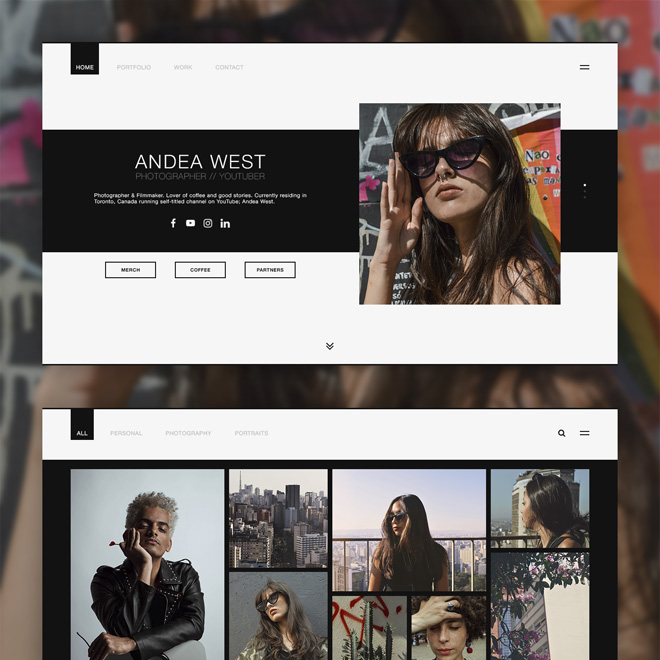 HOME
PORTFOLIO
WORK
CONTACT
ANDEA WEST
PHOTOGRAPHER // YOUTUBER
Photographer & Filmmaker. Lover of coffee and good stories. Currently residing in
Toronto, Canada running self-titled channel on YouTube; Andea West.
MERCH
COFFEE
PARTNERS
ALL
PERSONAL
PHOTOGRAPHY
PORTRAITS